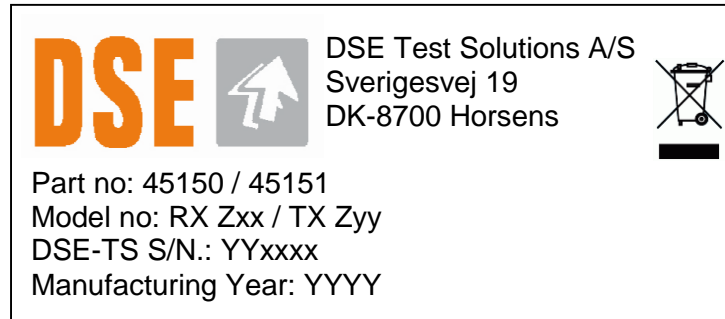 DSE
DSE Test Solutions A/S
Sverigesvej 19
DK-8700 Horsens
Part no: 45150 / 45151
Model no: RX Zxx / TX Zyy
DSE-TS S/N.: YYxxxx
Manufacturing Year: YYYY